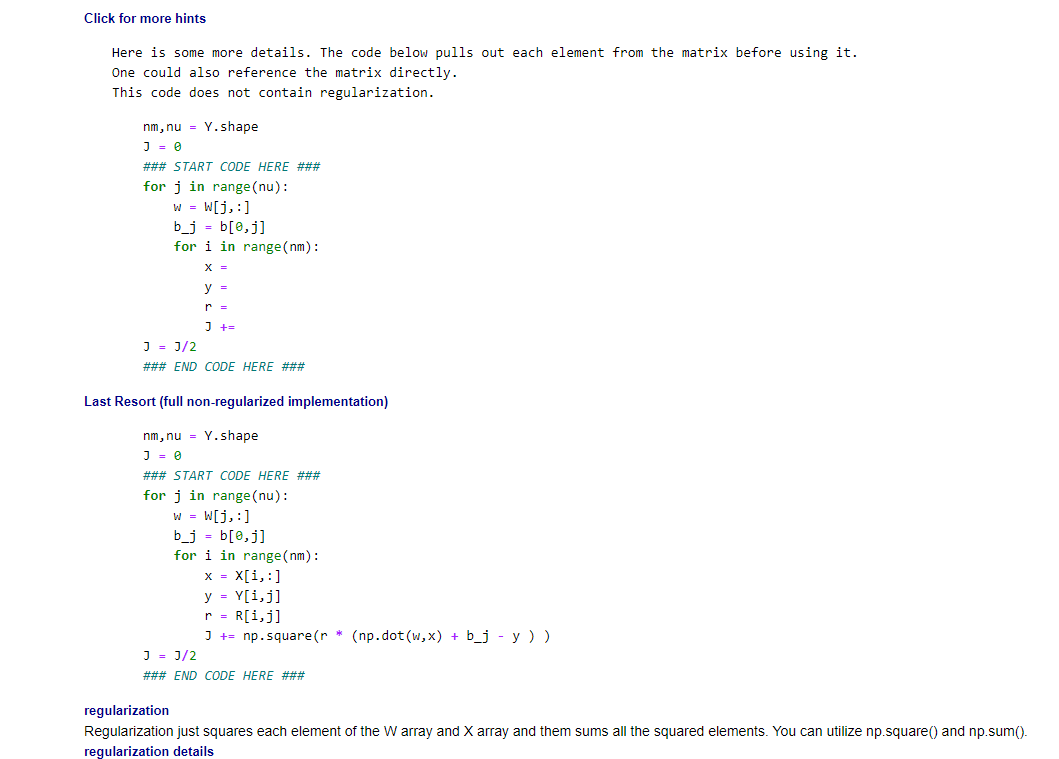 Click for more hints
Here is some more details. The code below pulls out each element from the matrix before using it.
One could also reference the matrix directly.
This code does not contain regularization.
nm,nu = Y.shape
J = 0
### START CODE HERE ###
for j in range(nu):
    w = W[j,:]
    b_j = b[0,j]
    for i in range(nm):
        x =
        y =
        r =
        J +=
J = J/2
### END CODE HERE ###
Last Resort (full non-regularized implementation)
nm,nu = Y.shape
J = 0
### START CODE HERE ###
for j in range(nu):
    w = W[j,:]
    b_j = b[0,j]
    for i in range(nm):
        x = X[i,:]
        y = Y[i,j]
        r = R[i,j]
        J += np.square(r * (np.dot(w,x) + b_j - y ) )
J = J/2
### END CODE HERE ###
regularization
Regularization just squares each element of the W array and X array and them sums all the squared elements. You can utilize np.square() and np.sum().
regularization details